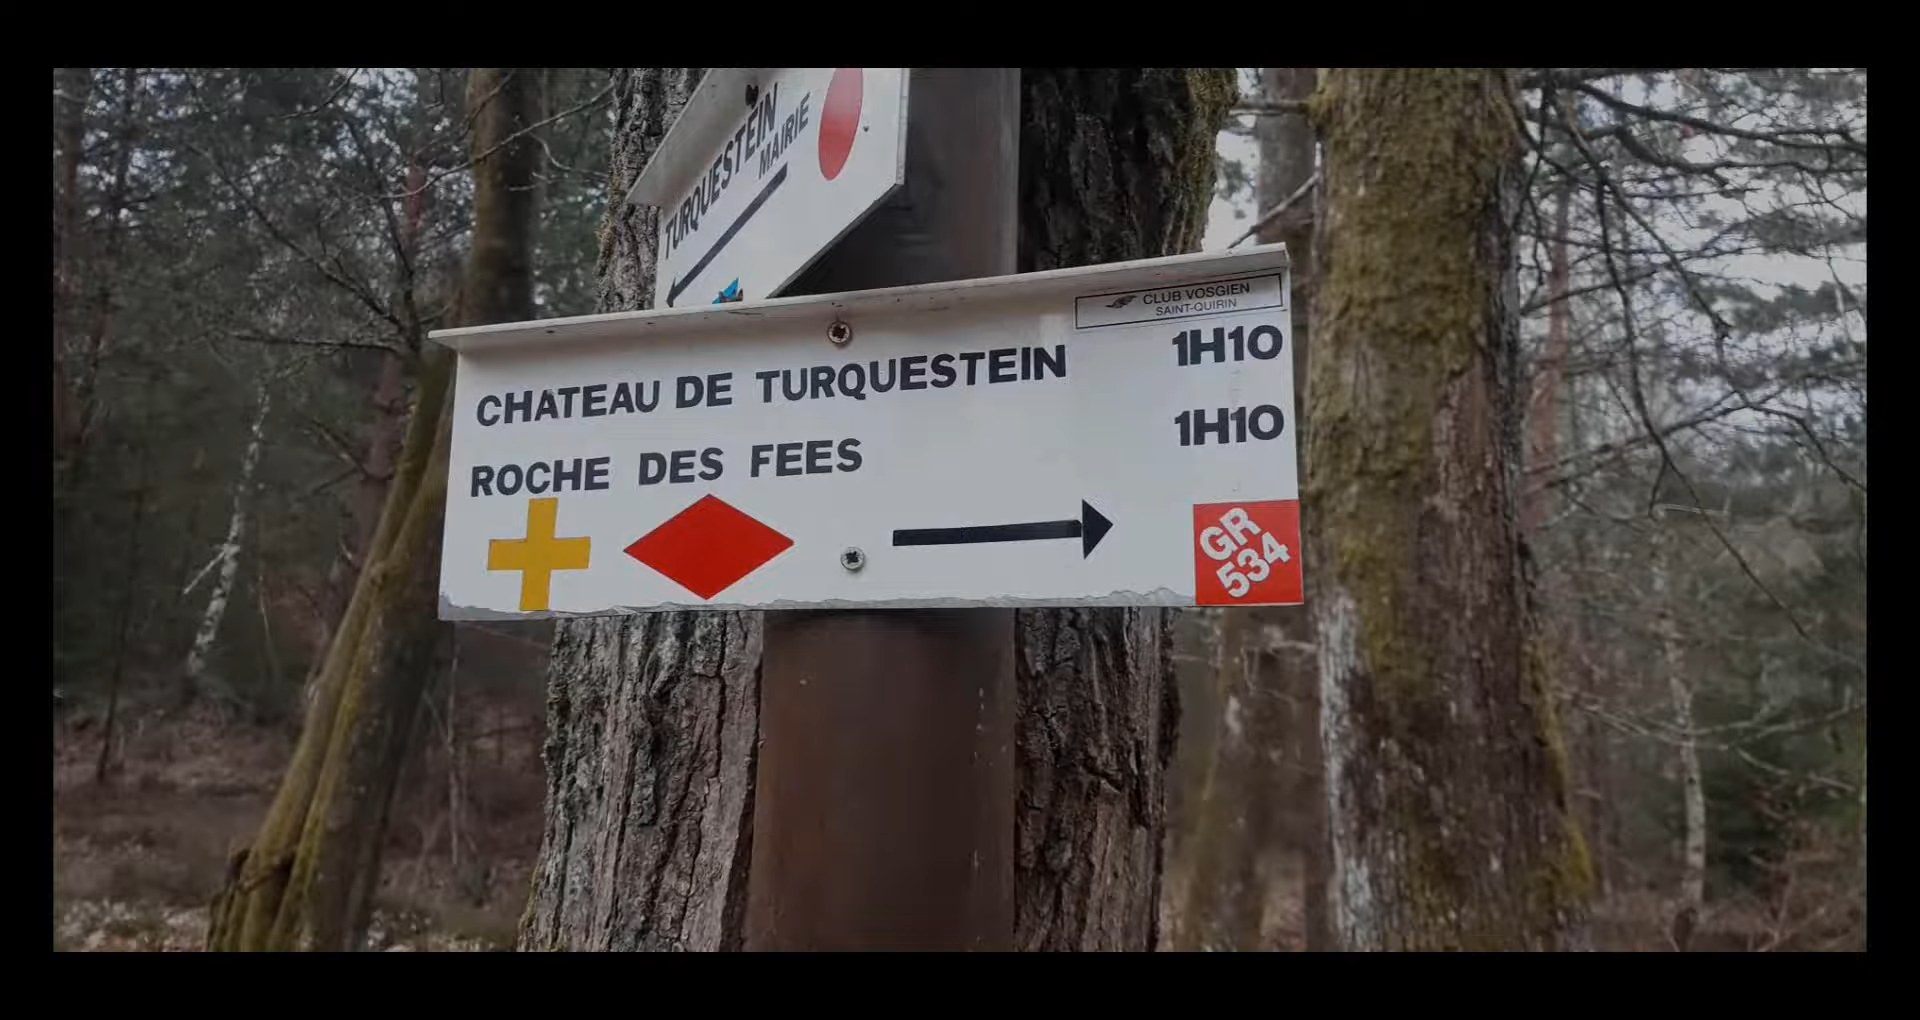 TURQUESTEIN
MAIRIE
CLUB VOSGIEN
SAINT-QUIRIN
CHATEAU DE TURQUESTEIN 1H10
ROCHE DES FEES 1H10
GR
534